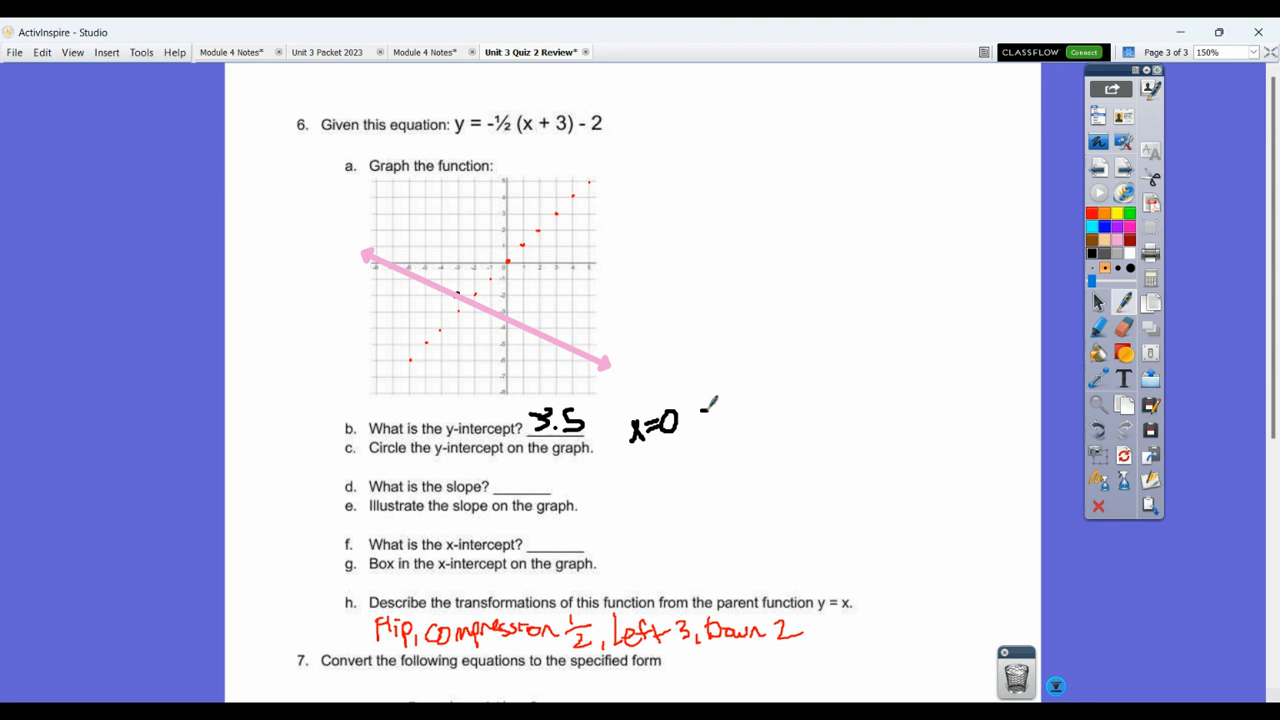 ActivInspire - Studio
File Edit View Insert Tools Help Module 4 Notes* Unit 3 Packet 2023 Module 4 Notes* Unit 3 Quiz 2 Review* CLASSFLOW Connect Page 3 of 3 150%
6. Given this equation: y = -½ (x + 3) - 2
a. Graph the function:
b. What is the y-intercept? 3.5 x=0
c. Circle the y-intercept on the graph.
d. What is the slope? _______
e. Illustrate the slope on the graph.
f. What is the x-intercept? _______
g. Box in the x-intercept on the graph.
h. Describe the transformations of this function from the parent function y = x.
Flip, compression 1/2, Left 3, Down 2
7. Convert the following equations to the specified form